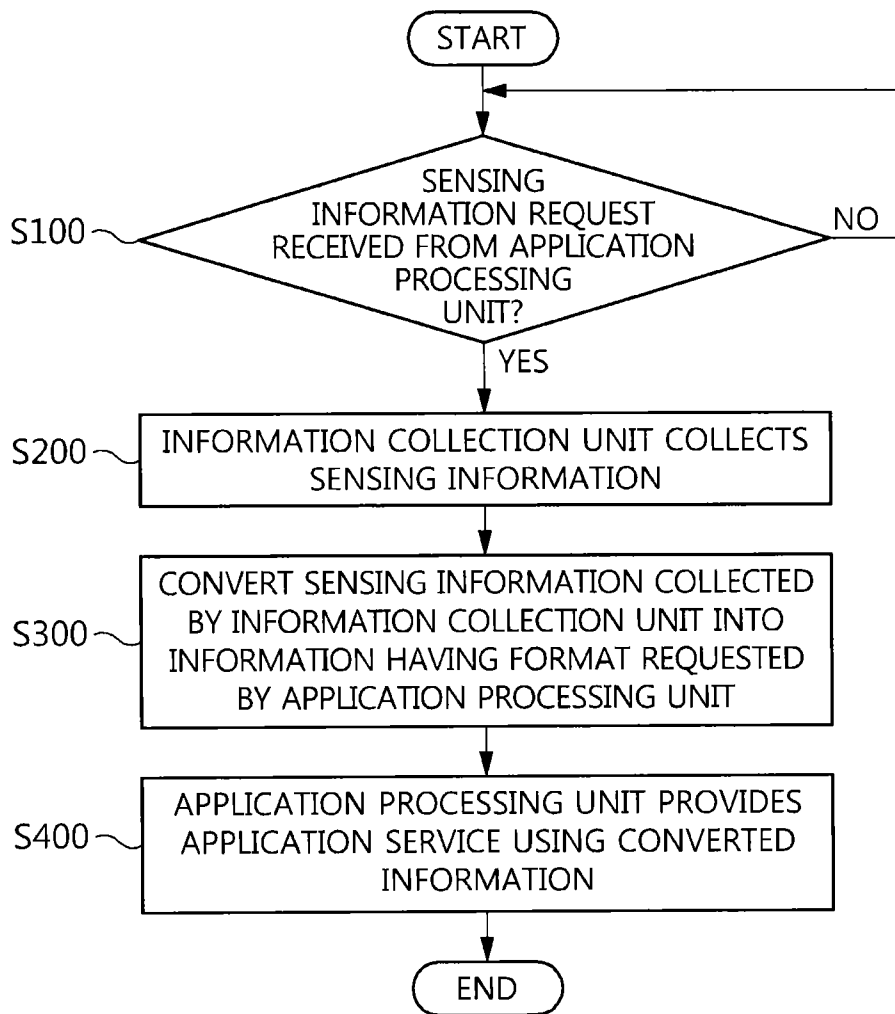 START
SENSING
INFORMATION REQUEST
RECEIVED FROM APPLICATION
PROCESSING
UNIT?
S100
NO
YES
S200
INFORMATION COLLECTION UNIT COLLECTS
SENSING INFORMATION
S300
CONVERT SENSING INFORMATION COLLECTED
BY INFORMATION COLLECTION UNIT INTO
INFORMATION HAVING FORMAT REQUESTED
BY APPLICATION PROCESSING UNIT
S400
APPLICATION PROCESSING UNIT PROVIDES
APPLICATION SERVICE USING CONVERTED
INFORMATION
END